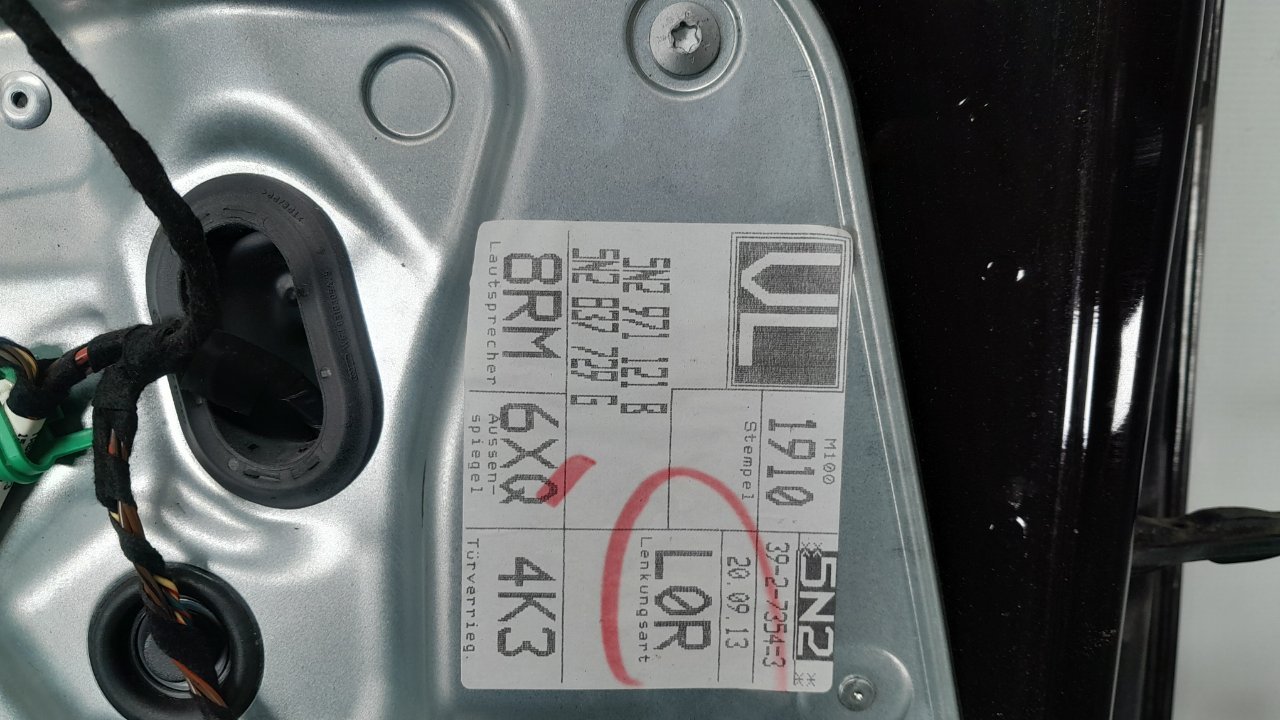 VL
M100
1910
Stempel
*5N2*
39-2-7354-3
20.09.13
L0R
Lenkungsart
5N2 971 121 B
5N2 837 729 G
8RM
Lautsprecher
6XQ
Aussen-
spiegel
4K3
Türverrieg.